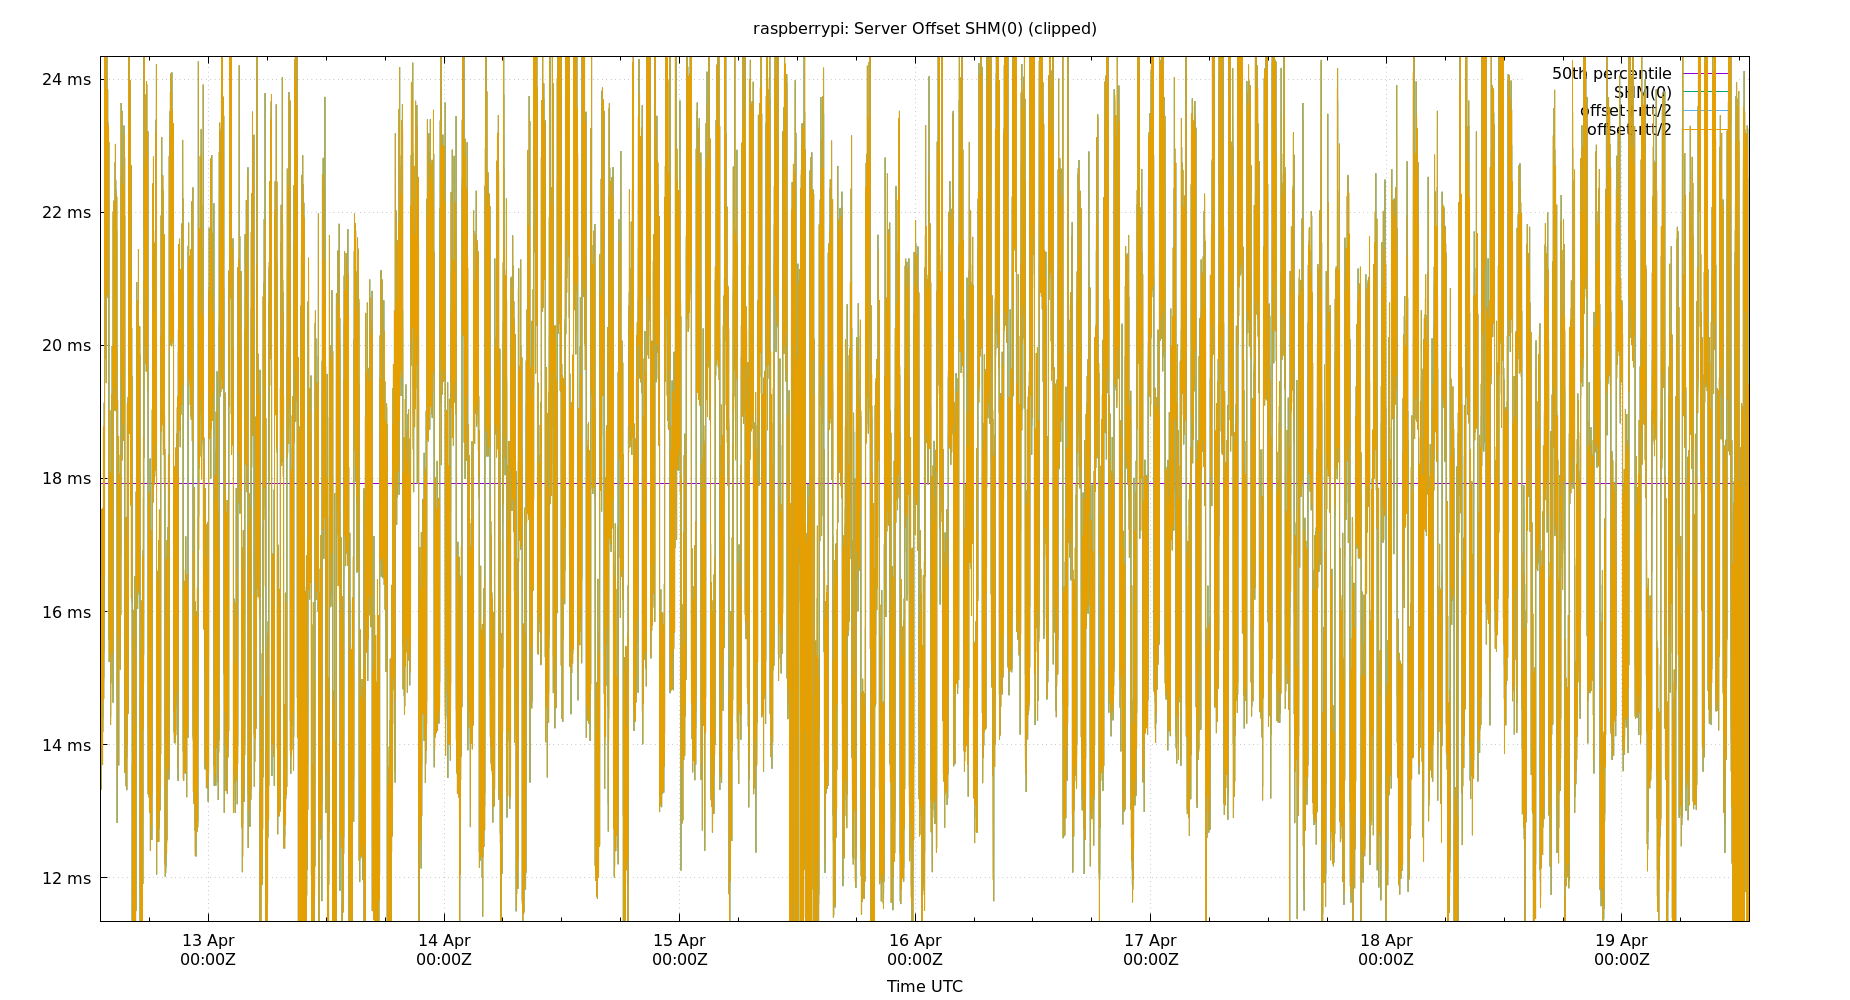 raspberrypi: Server Offset SHM(0) (clipped)
24 ms
22 ms
20 ms
18 ms
16 ms
14 ms
12 ms
50th percentile
SHM(0)
offset+rtt/2
offset-rtt/2
13 Apr
00:00Z
14 Apr
00:00Z
15 Apr
00:00Z
16 Apr
00:00Z
17 Apr
00:00Z
18 Apr
00:00Z
19 Apr
00:00Z
Time UTC